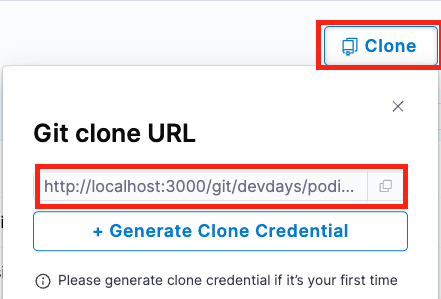 Clone
Git clone URL
http://localhost:3000/git/devdays/podi...
+ Generate Clone Credential
Please generate clone credential if it's your first time